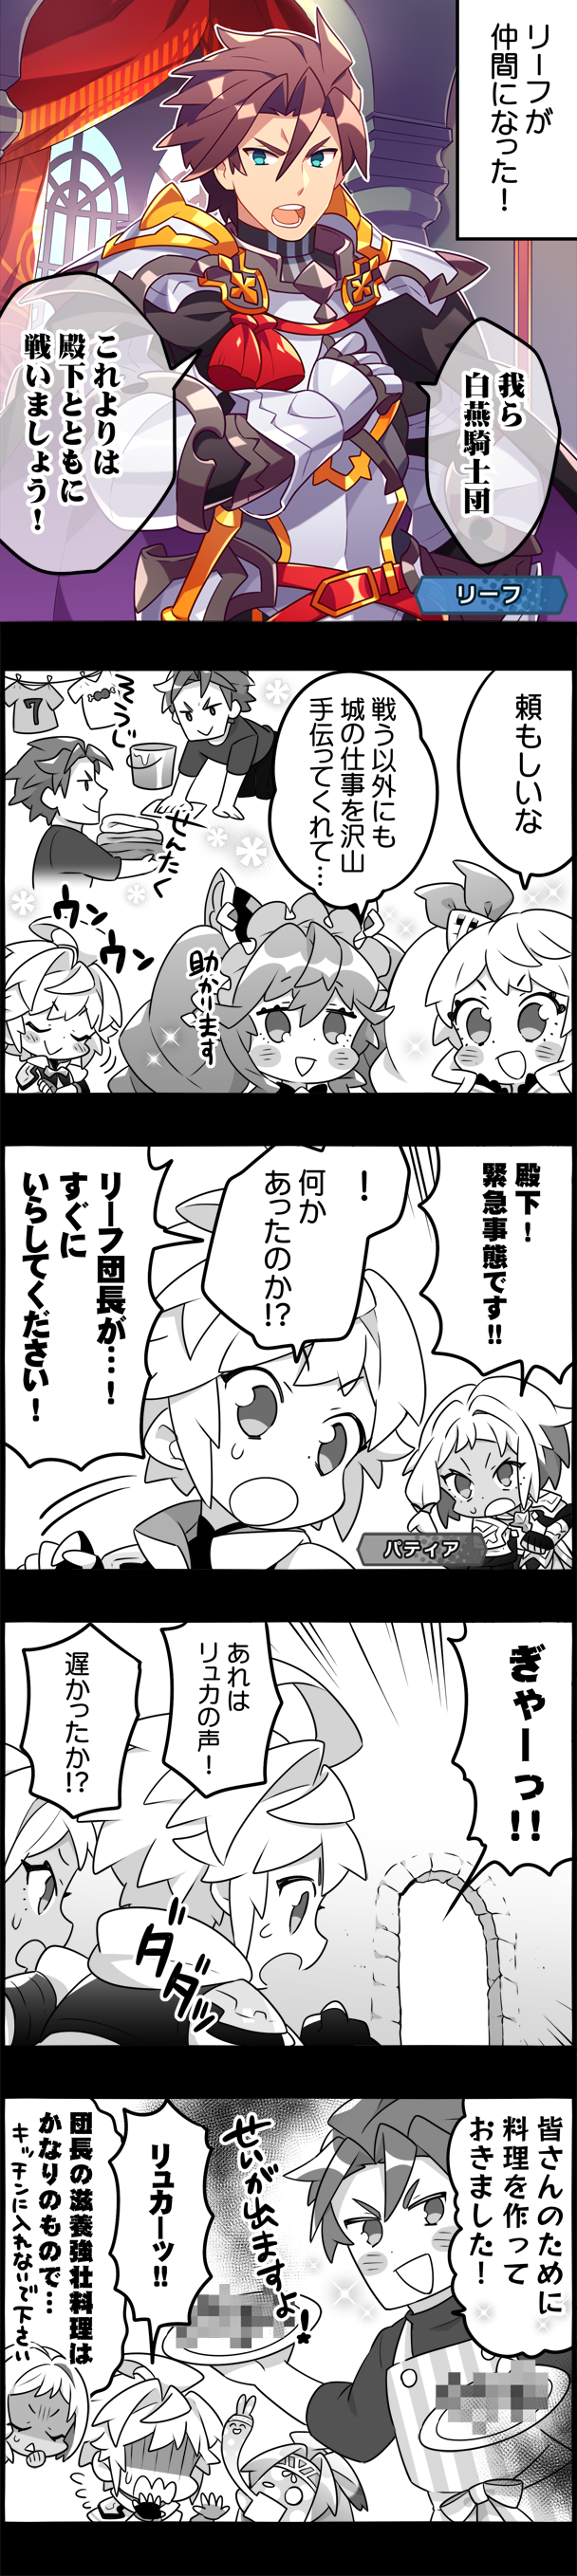 リーフが
仲間になった！
我ら
白燕騎士団
これよりは
殿下とともに
戦いましょう！
リーフ
頼もしいな
戦う以外にも
城の仕事を沢山
手伝ってくれて…
そうじ
7
せんたく
助かります
ウンウン
殿下！
緊急事態です!!
！
何か
あったのか!?
リーフ団長が…！
すぐに
いらしてください！
パティア
ぎゃーっ!!
あれは
リュカの声！
遅かったか!?
ダダダッ
皆さんのために
料理を作って
おきました！
せいが出ますよ！
リュカーッ!!
団長の滋養強壮料理は
かなりのもので…
キッチンに入れないで下さい